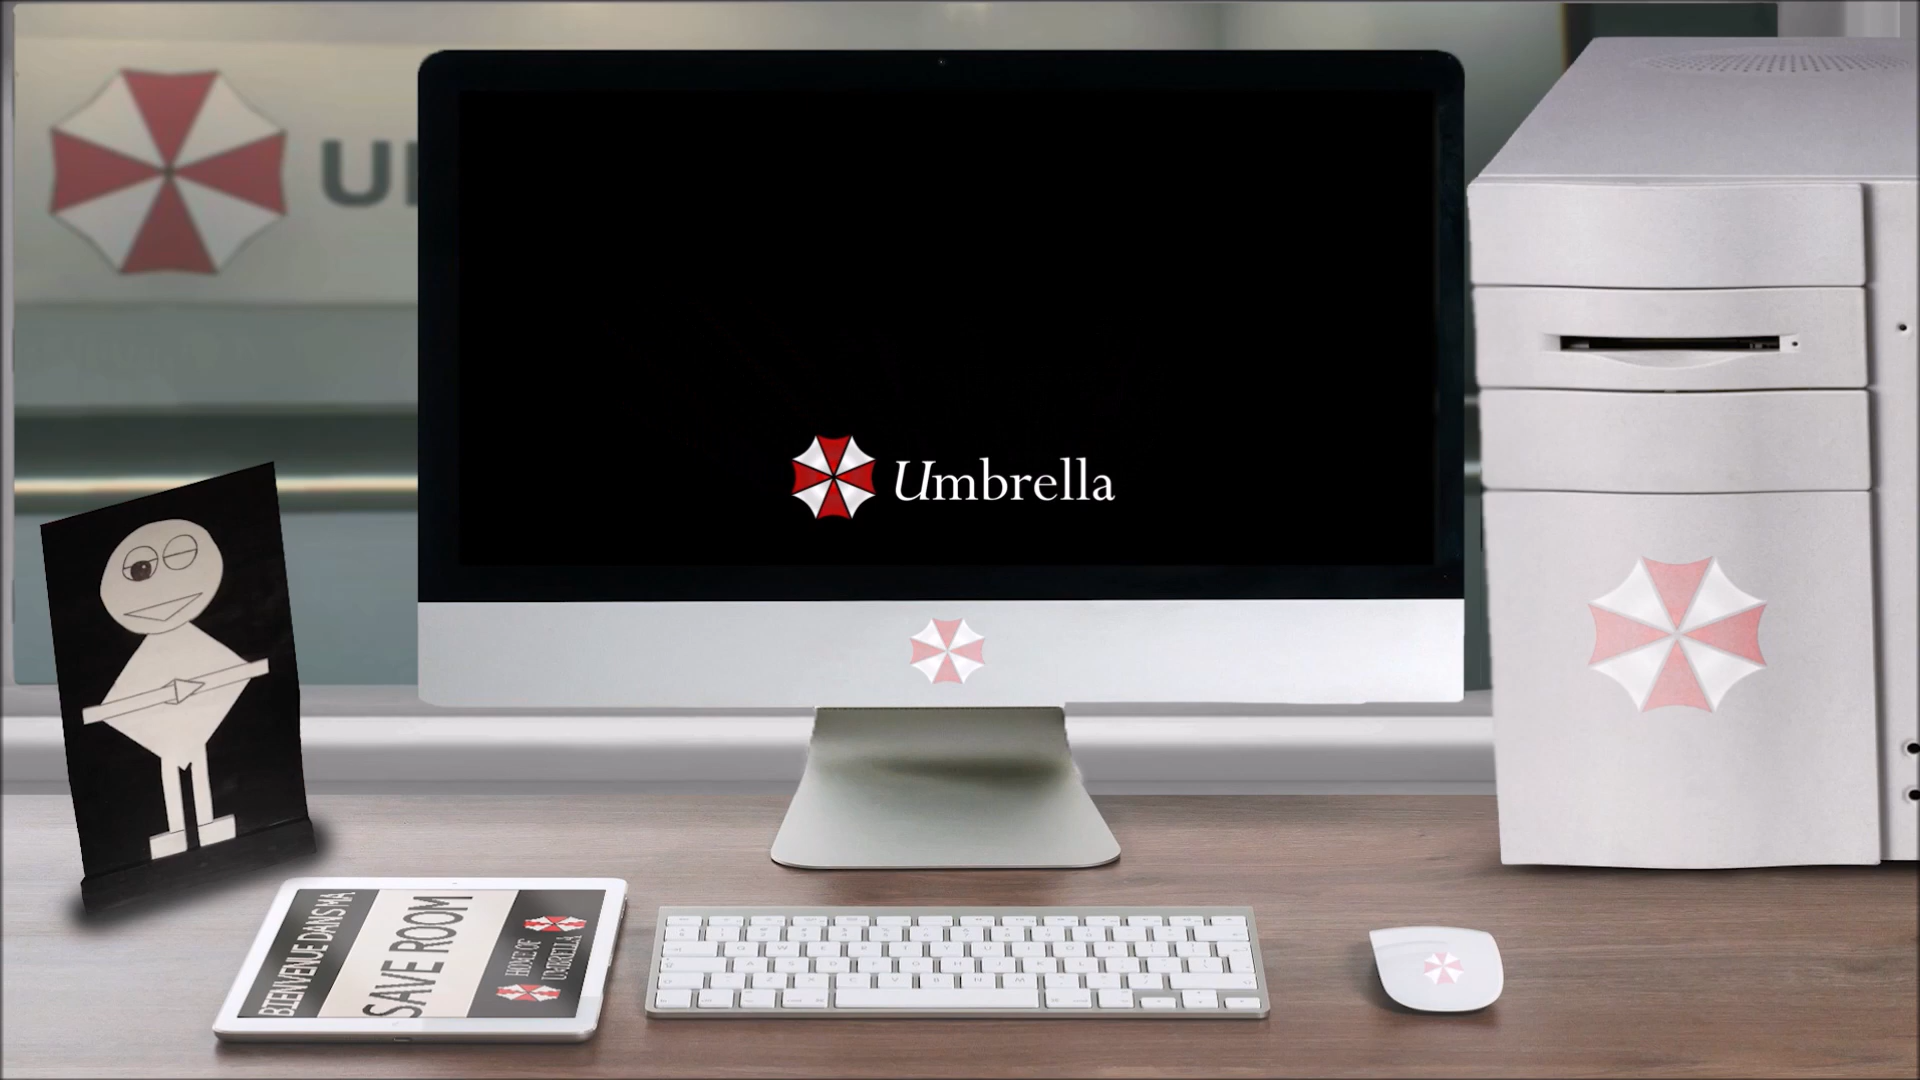 U
Umbrella
BIENVENUE DANS MA
SAVE ROOM
HOME OF
UMBRELLA